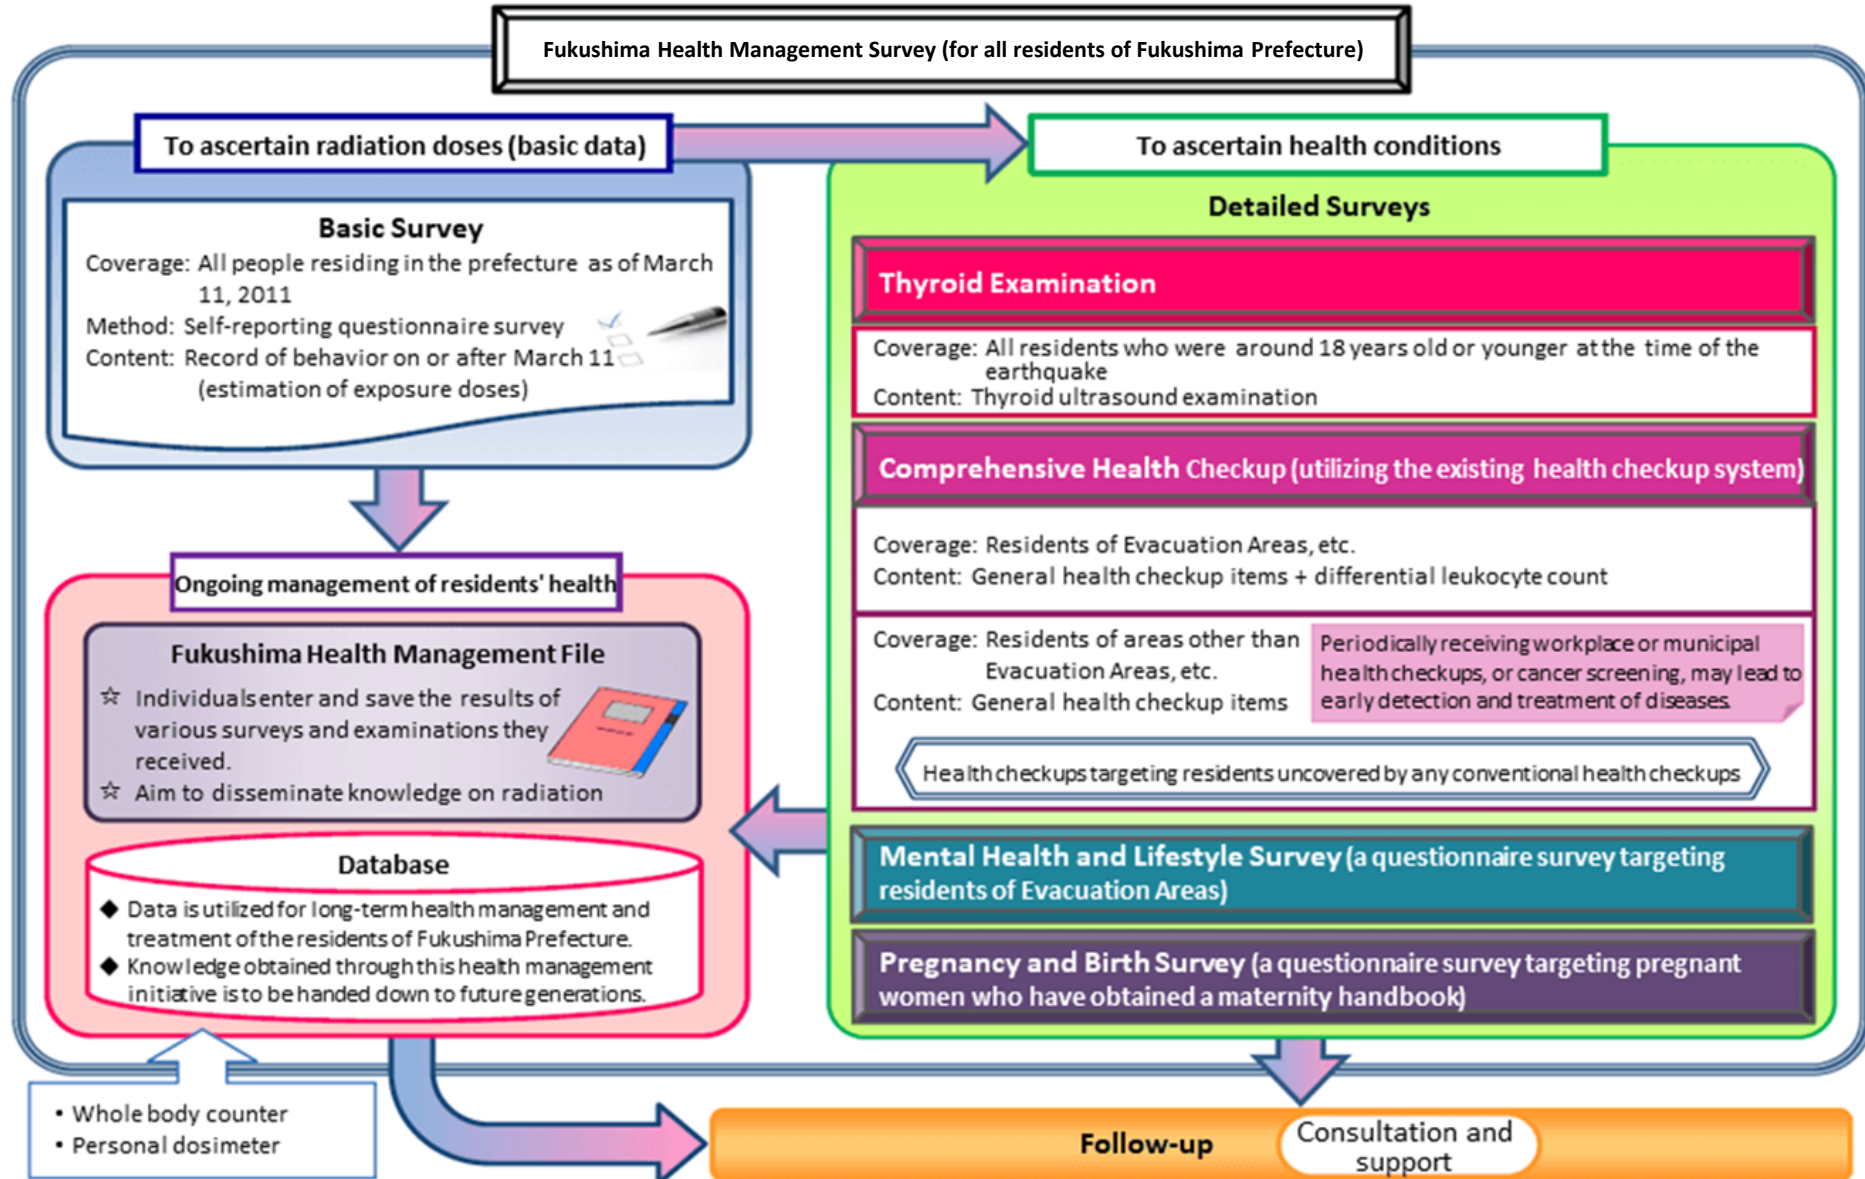 Fukushima Health Management Survey (for all residents of Fukushima Prefecture)
To ascertain radiation doses (basic data)
Basic Survey
Coverage: All people residing in the prefecture as of March
11, 2011
Method: Self-reporting questionnaire survey
Content: Record of behavior on or after March 11
(estimation of exposure doses)
Ongoing management of residents' health
Fukushima Health Management File
☆ Individualsenter and save the results of
various surveys and examinations they
received.
☆ Aim to disseminate knowledge on radiation
Database
◆ Data is utilized for long-term health management and
treatment of the residents of Fukushima Prefecture.
◆ Knowledge obtained through this health management
initiative is to be handed down to future generations.
• Whole body counter
• Personal dosimeter
To ascertain health conditions
Detailed Surveys
Thyroid Examination
Coverage: All residents who were around 18 years old or younger at the time of the
earthquake
Content: Thyroid ultrasound examination
Comprehensive Health Checkup (utilizing the existing health checkup system)
Coverage: Residents of Evacuation Areas, etc.
Content: General health checkup items + differential leukocyte count
Coverage: Residents of areas other than
Evacuation Areas, etc.
Content: General health checkup items
Periodically receiving workplace or municipal
health checkups, or cancer screening, may lead to
early detection and treatment of diseases.
Health checkups targeting residents uncovered by any conventional health checkups
Mental Health and Lifestyle Survey (a questionnaire survey targeting
residents of Evacuation Areas)
Pregnancy and Birth Survey (a questionnaire survey targeting pregnant
women who have obtained a maternity handbook)
Follow-up
Consultation and
support